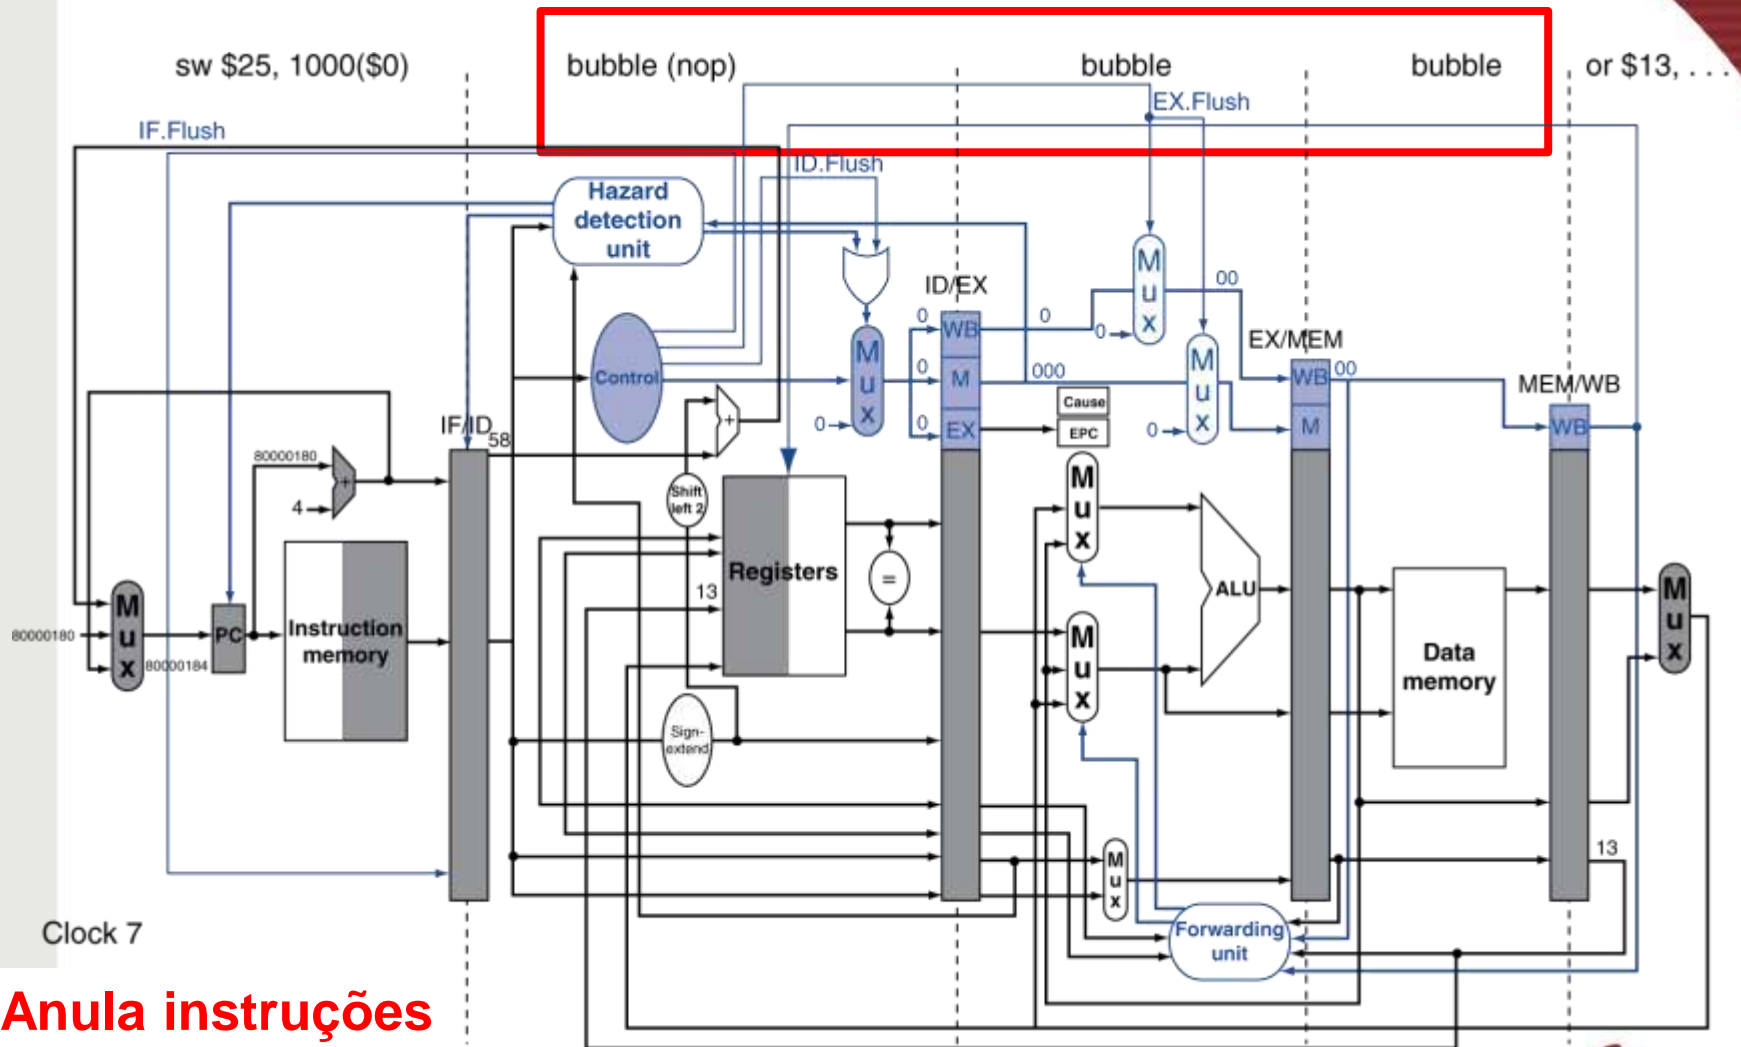 sw $25, 1000($0)
bubble (nop)
bubble
bubble
or $13, . . .
IF.Flush
EX.Flush
ID.Flush
Hazard
detection
unit
M
u
x
00
ID/EX
0
WB
0
0
EX/MEM
M
u
x
Control
0
M
000
M
u
x
WB
00
MEM/WB
Cause
0
0
EX
EPC
0
M
WB
IF/ID
58
80000180
+
+
4
Shift
left 2
M
u
x
Registers
=
13
ALU
M
u
x
80000180
80000184
PC
Instruction
memory
M
u
x
Data
memory
M
u
x
Sign-
extend
M
u
x
13
Forwarding
unit
Clock 7
Anula instruções